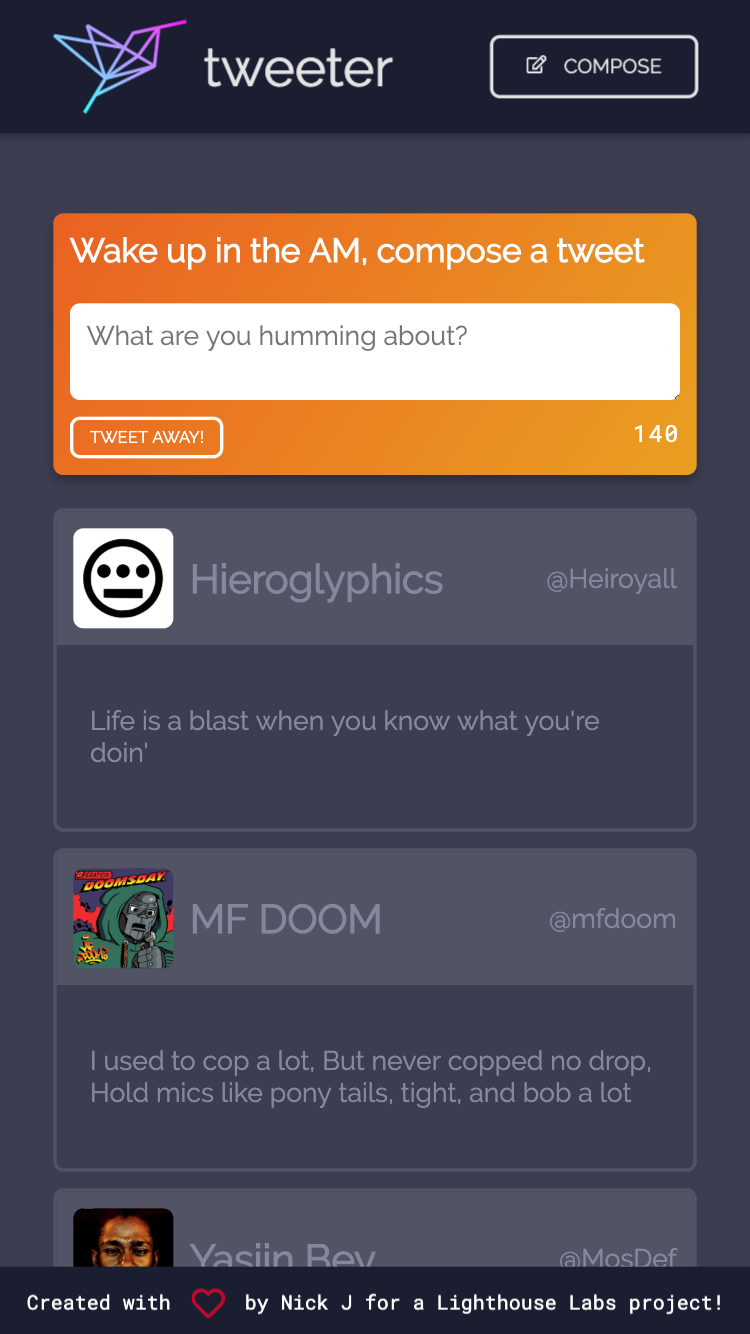 tweeter
COMPOSE
Wake up in the AM, compose a tweet
What are you humming about?
TWEET AWAY!
140
Hieroglyphics
@Heiroyall
Life is a blast when you know what you're
doin'
OPERATION:
DOOMSDAY
MF DOOM
MF DOOM
@mfdoom
I used to cop a lot, But never copped no drop,
Hold mics like pony tails, tight, and bob a lot
Yasiin Bey
@MosDef
Created with
by Nick J for a Lighthouse Labs project!